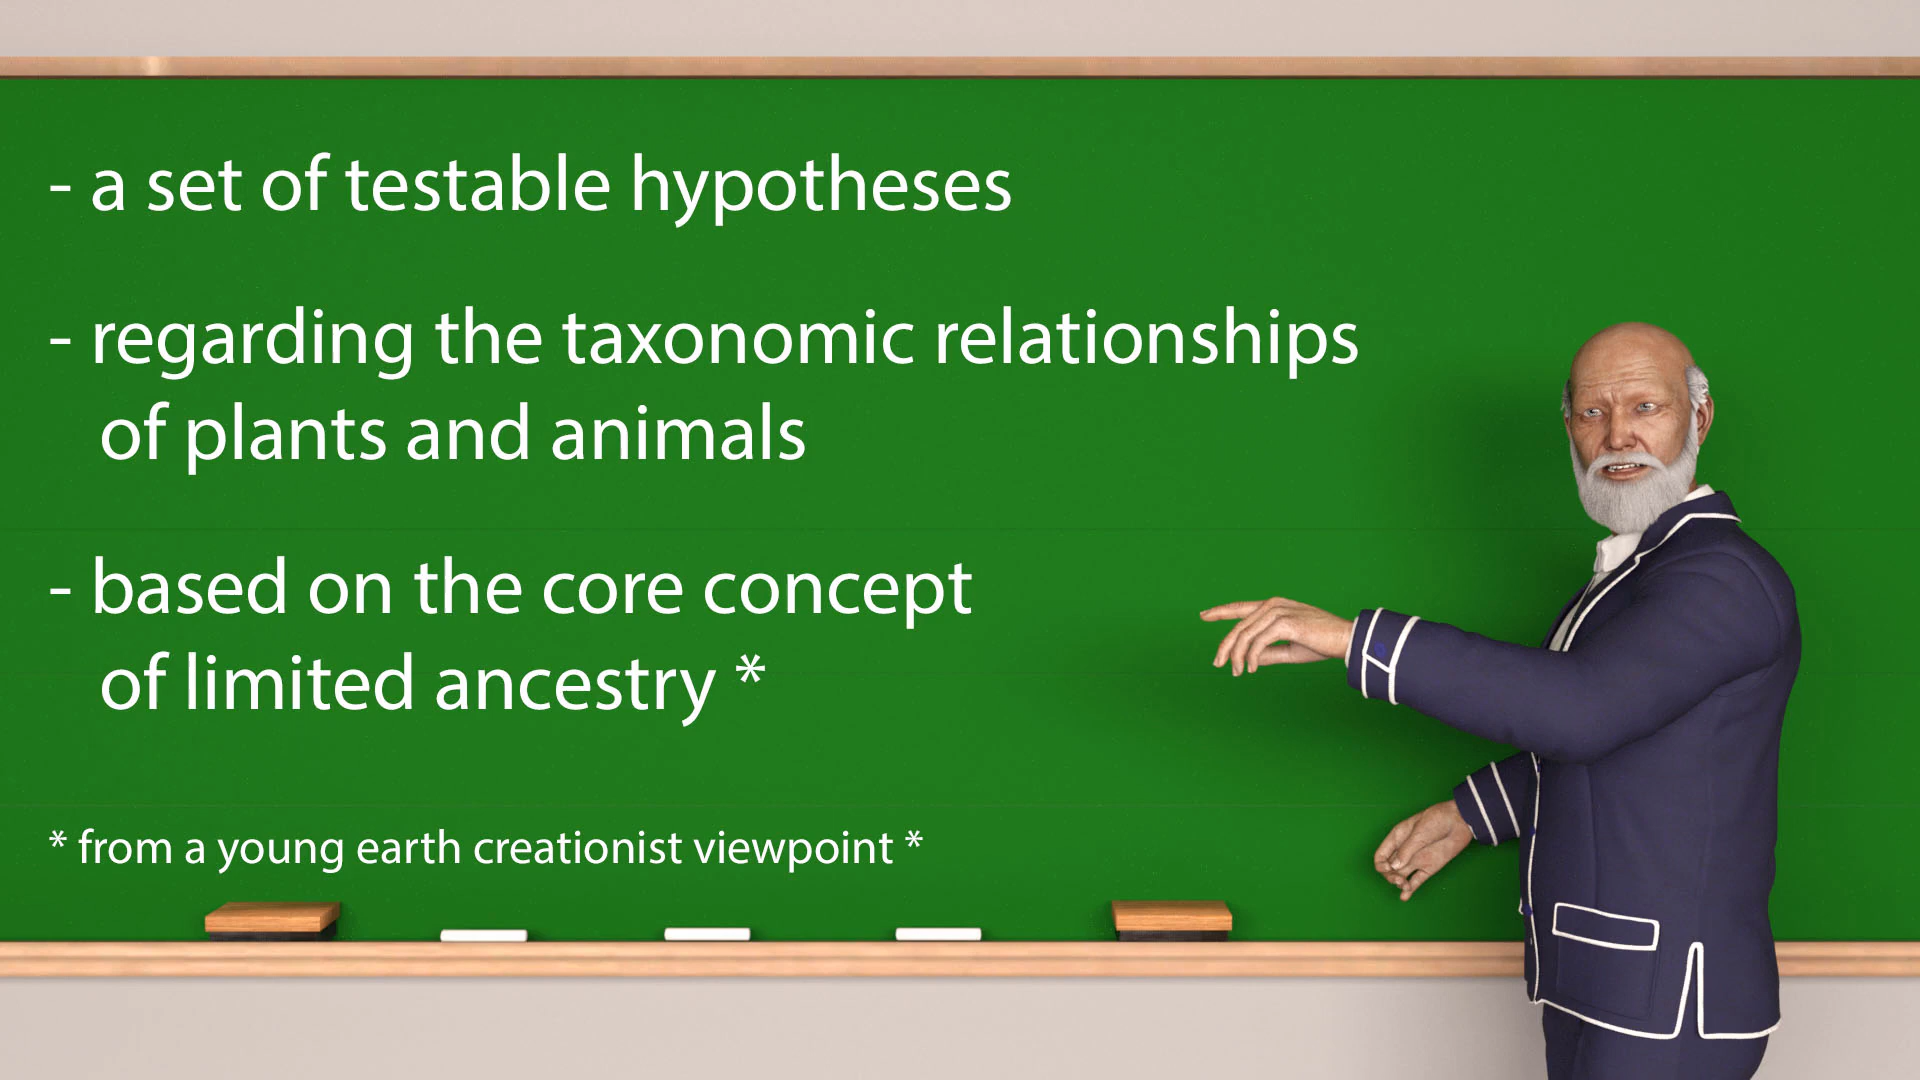 - a set of testable hypotheses
- regarding the taxonomic relationships
of plants and animals
- based on the core concept
of limited ancestry *
* from a young earth creationist viewpoint *